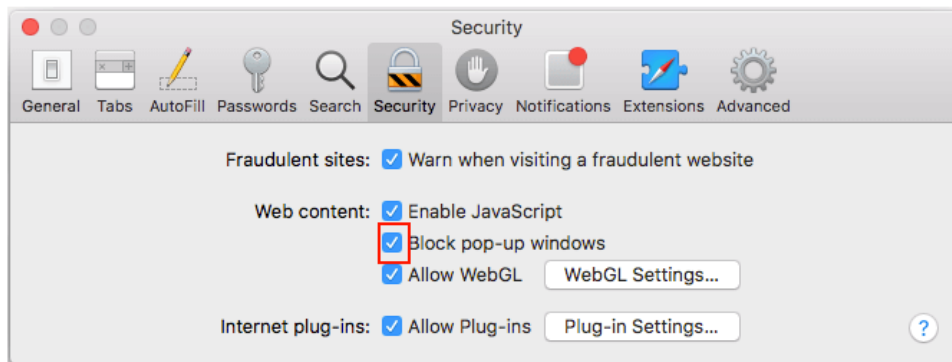 Security
General Tabs AutoFill Passwords Search Security Privacy Notifications Extensions Advanced
Fraudulent sites: Warn when visiting a fraudulent website
Web content: Enable JavaScript
Block pop-up windows
Allow WebGL WebGL Settings...
Internet plug-ins: Allow Plug-ins Plug-in Settings... ?